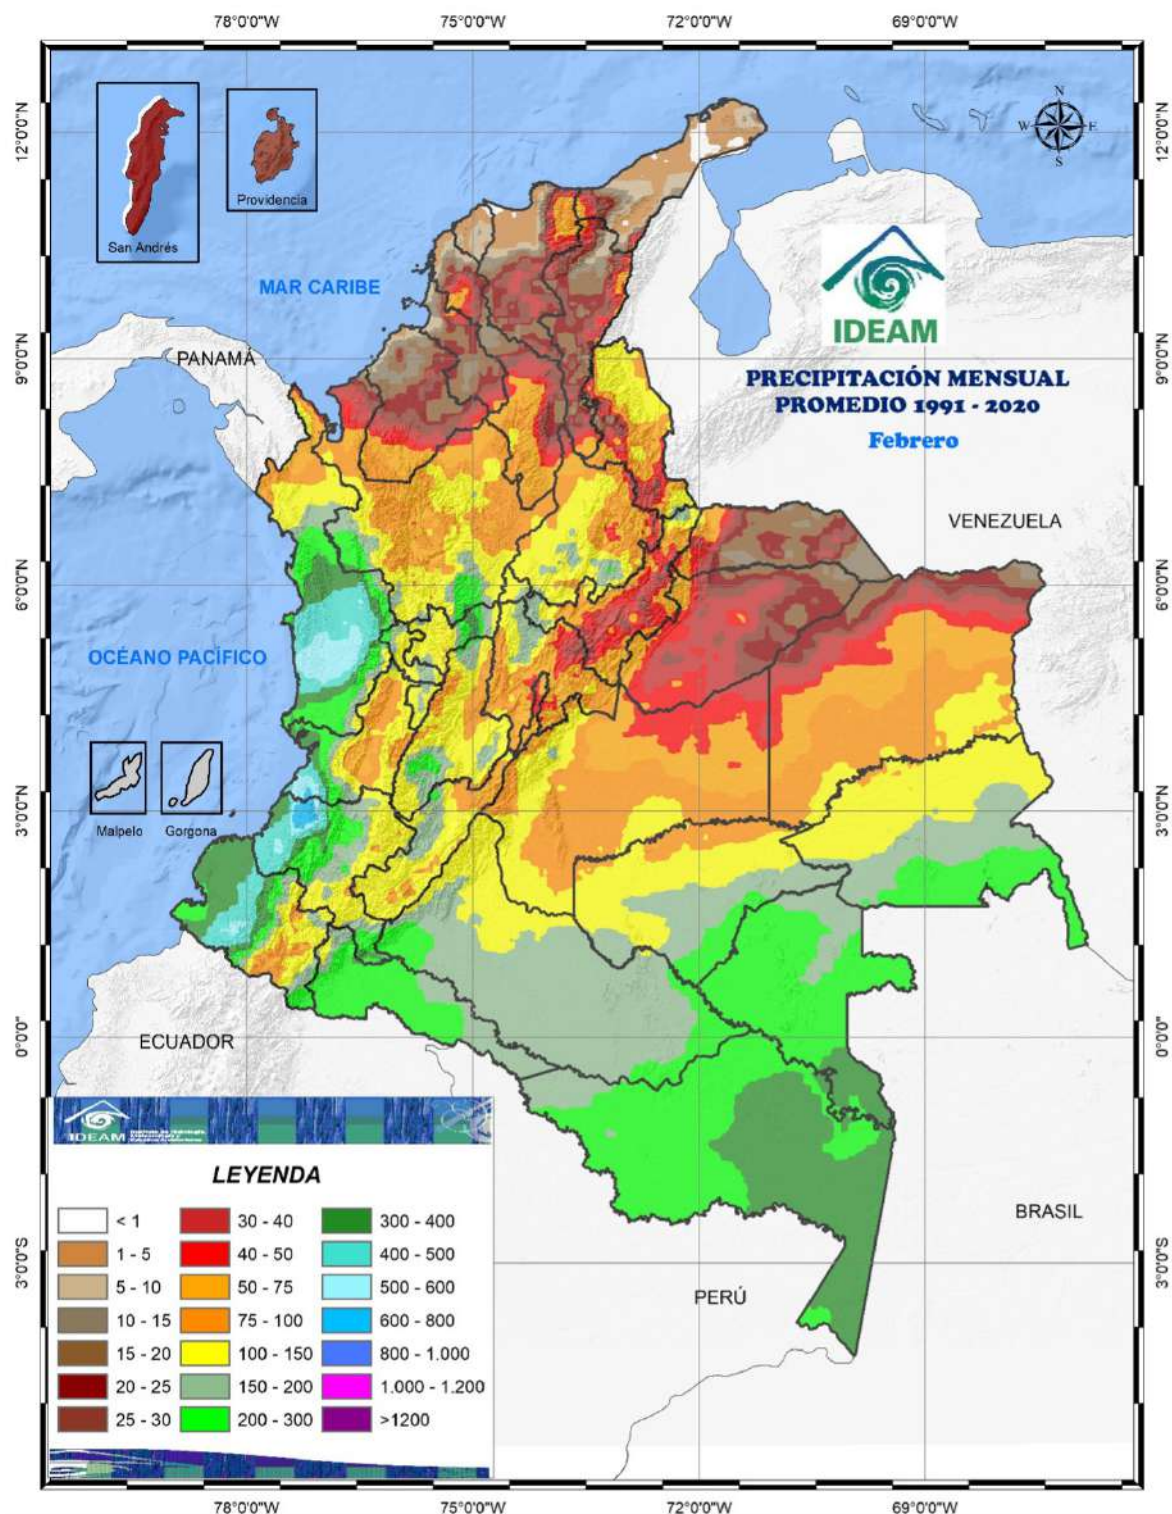 78°0'0"W 75°0'0"W 72°0'0"W 69°0'0"W
12°0'0"N
12°0'0"N
N
W E
S
San Andrés
Providencia
MAR CARIBE
IDEAM
9°0'0"N
9°0'0"N
PANAMÁ
PRECIPITACIÓN MENSUAL
PROMEDIO 1991 - 2020
Febrero
VENEZUELA
6°0'0"N
6°0'0"N
OCÉANO PACÍFICO
Malpelo
Gorgona
3°0'0"N
3°0'0"N
ECUADOR
0°0'0"
0°0'0"
IDEAM
LEYENDA
< 1
1 - 5
5 - 10
10 - 15
15 - 20
20 - 25
25 - 30
30 - 40
40 - 50
50 - 75
75 - 100
100 - 150
150 - 200
200 - 300
300 - 400
400 - 500
500 - 600
600 - 800
800 - 1.000
1.000 - 1.200
>1200
BRASIL
PERÚ
3°0'0"S
3°0'0"S
78°0'0"W 75°0'0"W 72°0'0"W 69°0'0"W